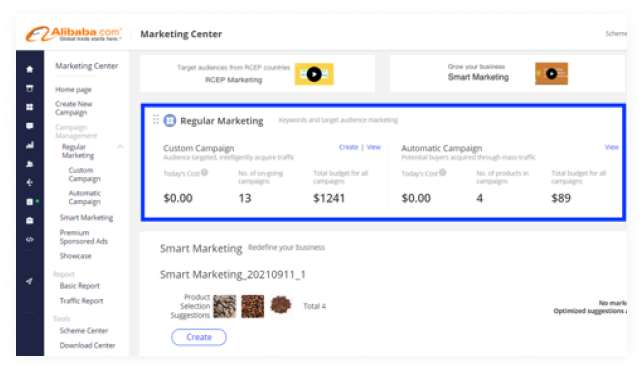 Alibaba.com
Global trade starts here.™
Marketing Center
Scheme
Marketing Center
Home page
Create New
Campaign
Campaign
Management
Regular
Marketing
Custom
Campaign
Automatic
Campaign
Smart Marketing
Premium
Sponsored Ads
Showcase
Report
Basic Report
Traffic Report
Tools
Scheme Center
Download Center
Target audiences from RCEP countries
RCEP Marketing
Grow your business
Smart Marketing
Regular Marketing Keywords and target audience marketing
Custom Campaign Create | View
Audience targeted, intelligently acquire traffic
Today's Cost No. of on-going campaigns Total budget for all campaigns
$0.00 13 $1241
Automatic Campaign View
Potential buyers acquired through mass traffic
Today's Cost No. of products in campaigns Total budget for all campaigns
$0.00 4 $89
Smart Marketing Redefine your business
Smart Marketing_20210911_1
Product
Selection
Suggestions
Total 4
Create
No mark
Optimized suggestions